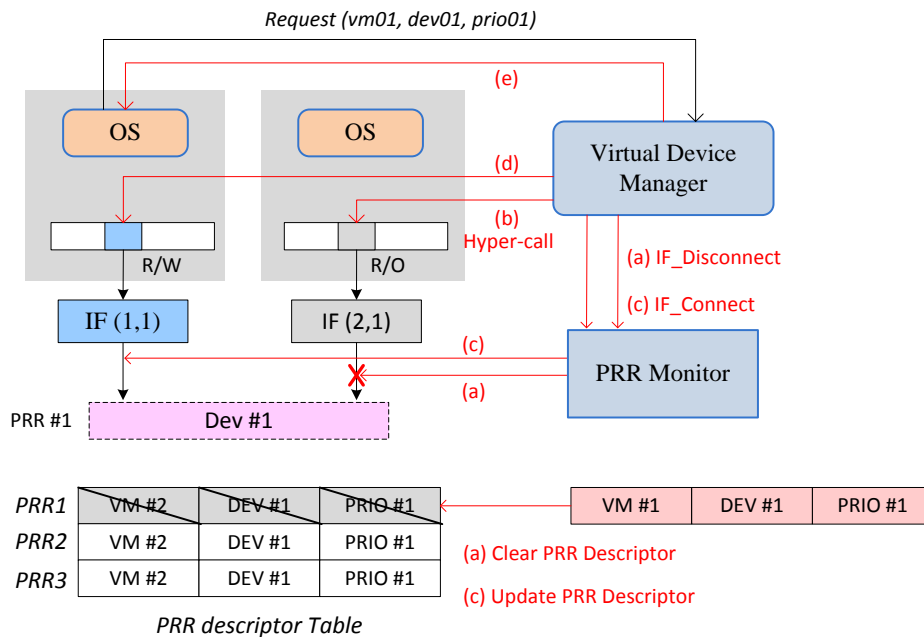 Request (vm01, dev01, prio01)
(e)
OS
OS
Virtual Device
Manager
(d)
(b)
Hyper-call
R/W
R/O
(a) IF_Disconnect
(c) IF_Connect
IF (1,1)
IF (2,1)
(c)
(a)
PRR Monitor
PRR #1
Dev #1
PRR1 VM #2 DEV #1 PRIO #1
VM #1 DEV #1 PRIO #1
PRR2 VM #2 DEV #1 PRIO #1
(a) Clear PRR Descriptor
PRR3 VM #2 DEV #1 PRIO #1
(c) Update PRR Descriptor
PRR descriptor Table